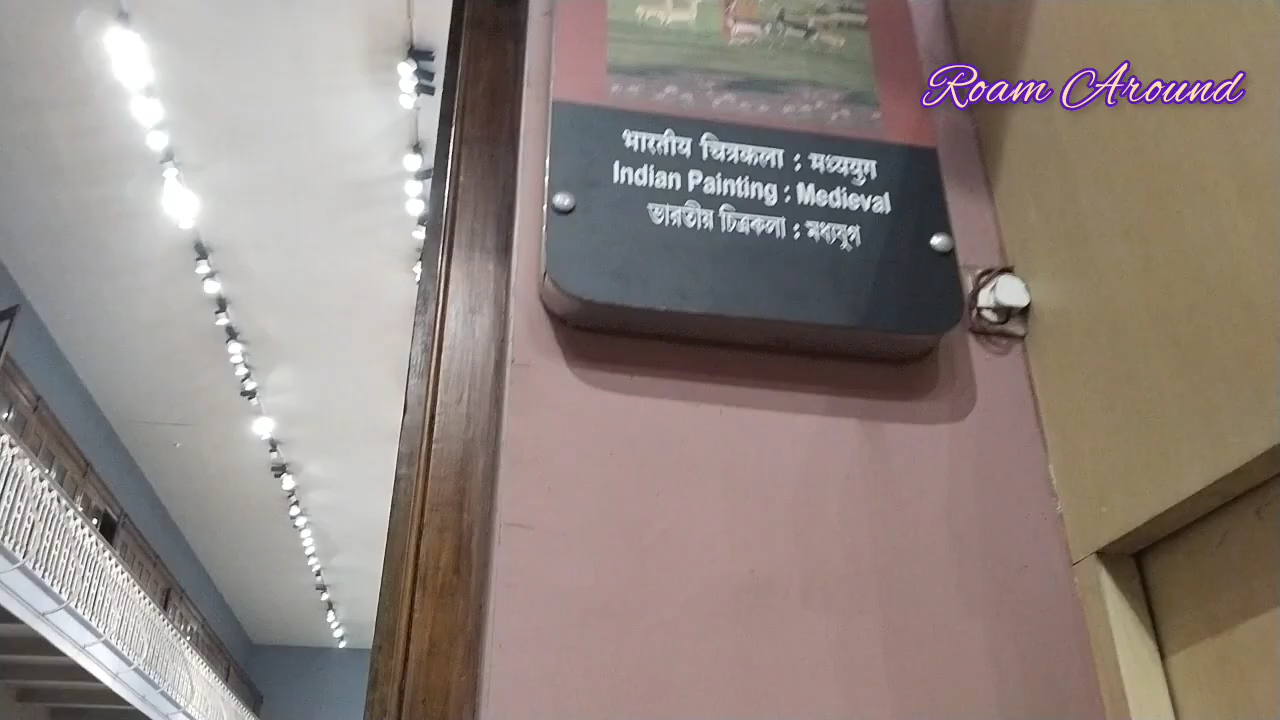 Roam Around
भारतीय चित्रकला : मध्ययुग
Indian Painting : Medieval
ভারতীয় চিত্রকলা : মধ্যযুগ